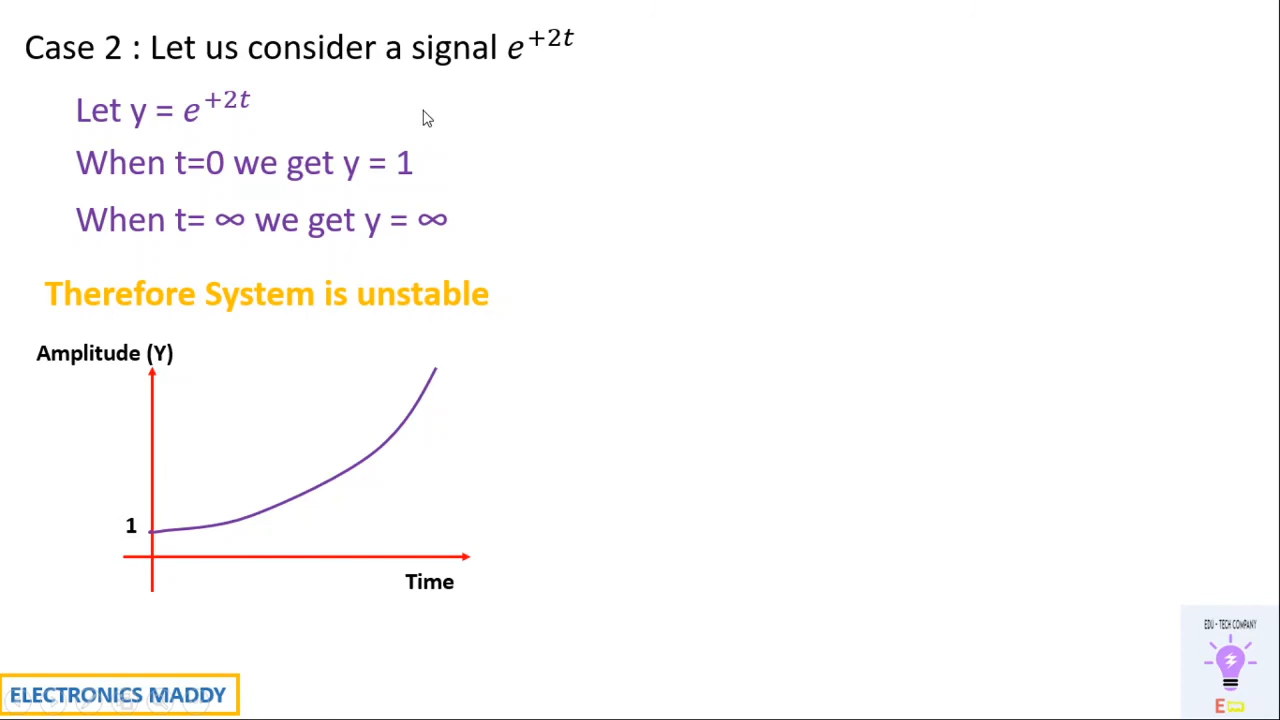 Case 2 : Let us consider a signal e^{+2t}
Let y = e^{+2t}
When t=0 we get y = 1
When t= ∞ we get y = ∞
Therefore System is unstable
Amplitude (Y)
1
Time
EDU - TECH COMPANY
E
ELECTRONICS MADDY